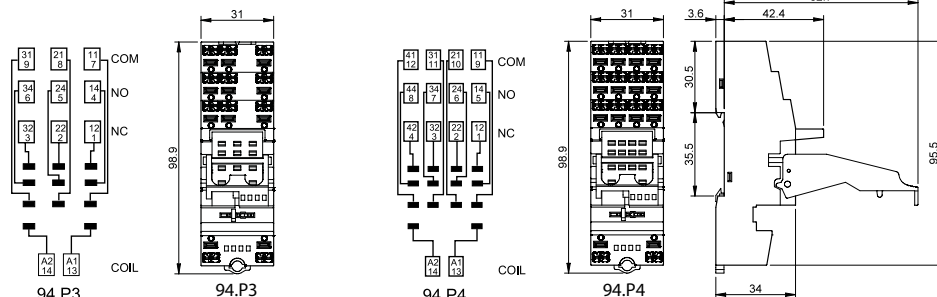 31
31
3.6
42.4
31 9
21 8
11 7
COM
34 6
24 5
14 4
NO
32 3
22 2
12 1
NC
A2 14
A1 13
COIL
94.P3
98.9
94.P3
41 12
31 11
21 10
11 9
COM
44 8
34 7
24 6
14 5
NO
42 4
32 3
22 2
12 1
NC
A2 14
A1 13
COIL
94.P4
98.9
94.P4
30.5
35.5
95.5
34